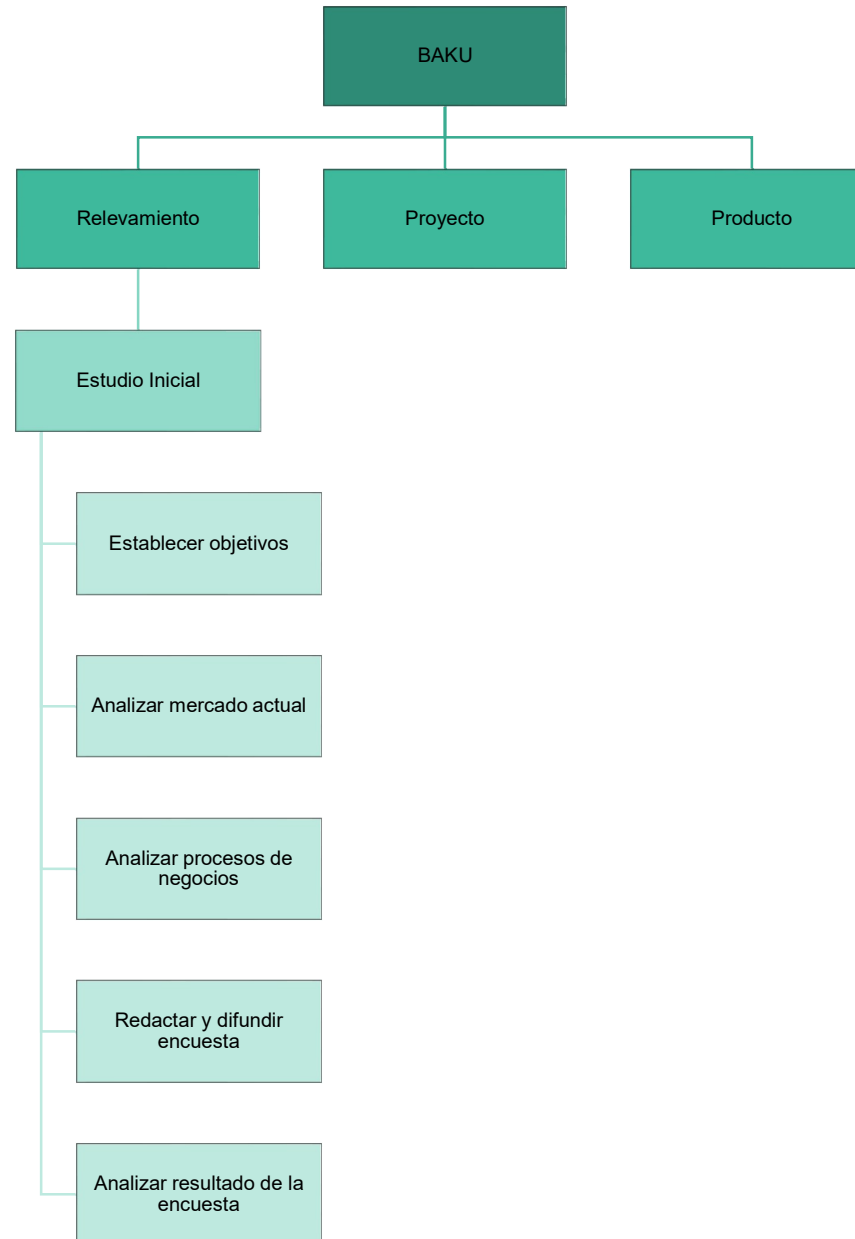 BAKU
Relevamiento
Proyecto
Producto
Estudio Inicial
Establecer objetivos
Analizar mercado actual
Analizar procesos de
negocios
Redactar y difundir
encuesta
Analizar resultado de la
encuesta